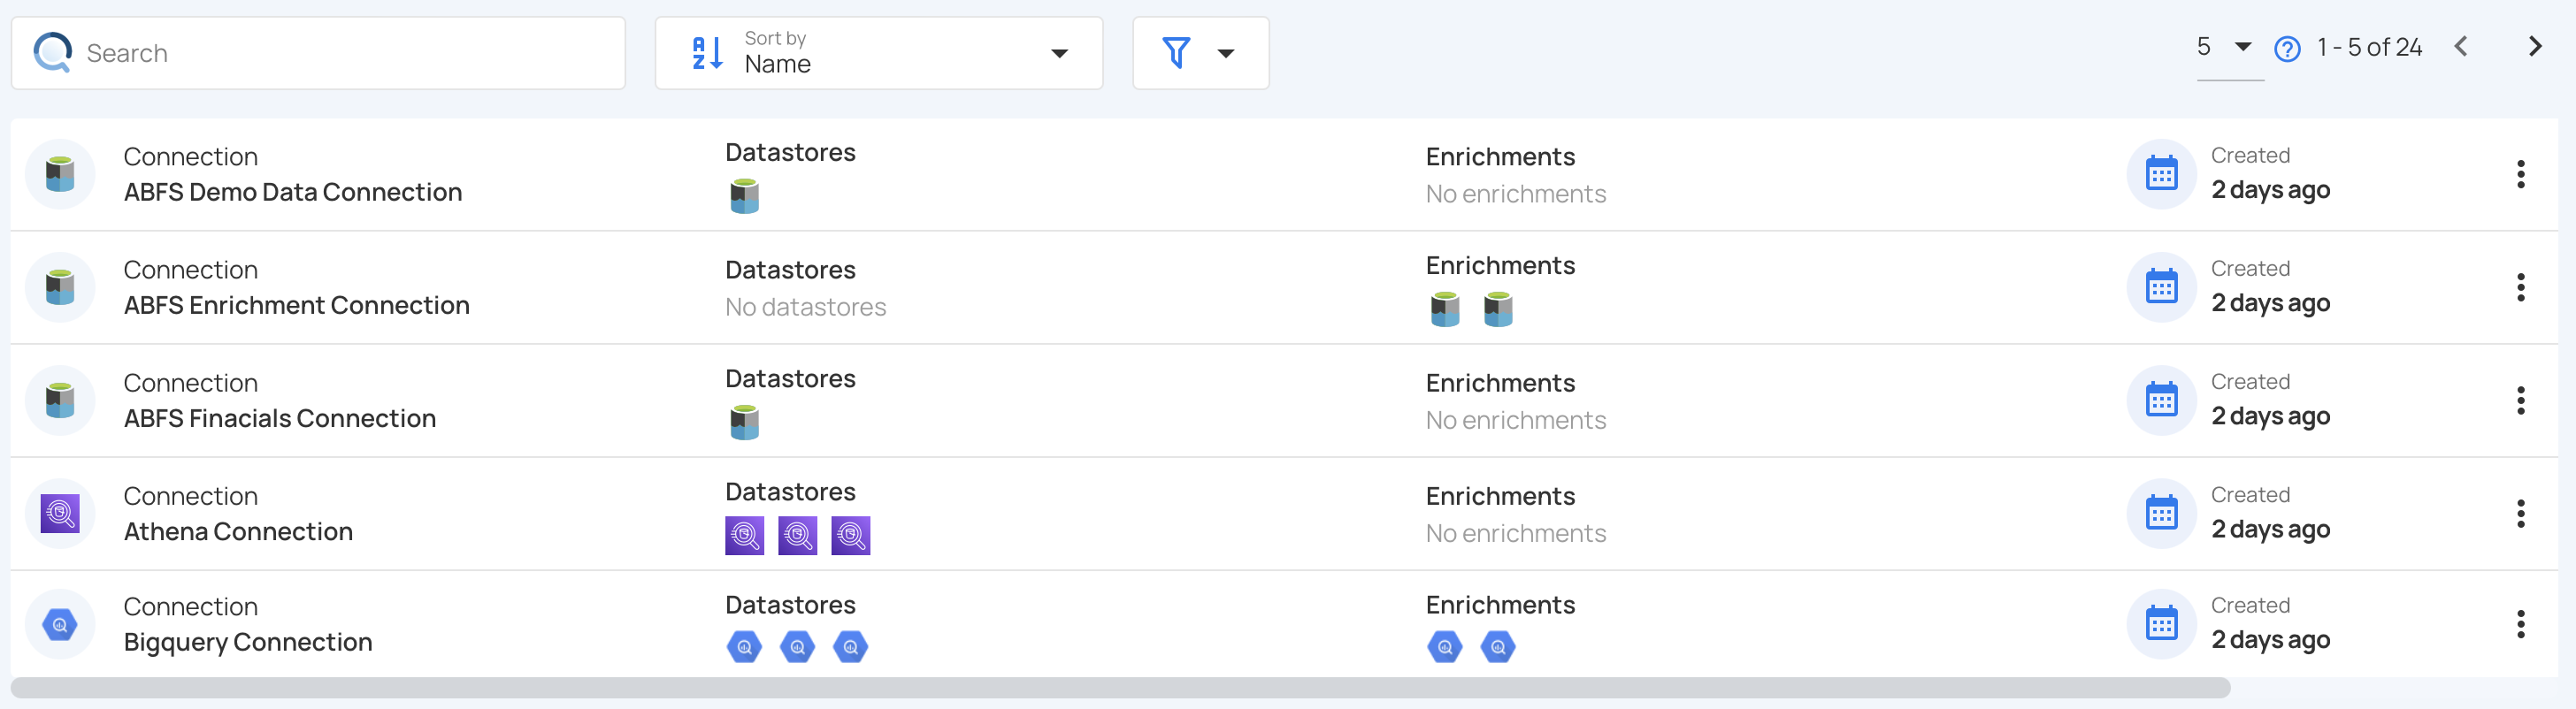 Search
Sort by
Name
5
1 - 5 of 24
Connection
ABFS Demo Data Connection
Datastores
Enrichments
No enrichments
Created
2 days ago
Connection
ABFS Enrichment Connection
Datastores
No datastores
Enrichments
Created
2 days ago
Connection
ABFS Finacials Connection
Datastores
Enrichments
No enrichments
Created
2 days ago
Connection
Athena Connection
Datastores
Enrichments
No enrichments
Created
2 days ago
Connection
Bigquery Connection
Datastores
Enrichments
Created
2 days ago